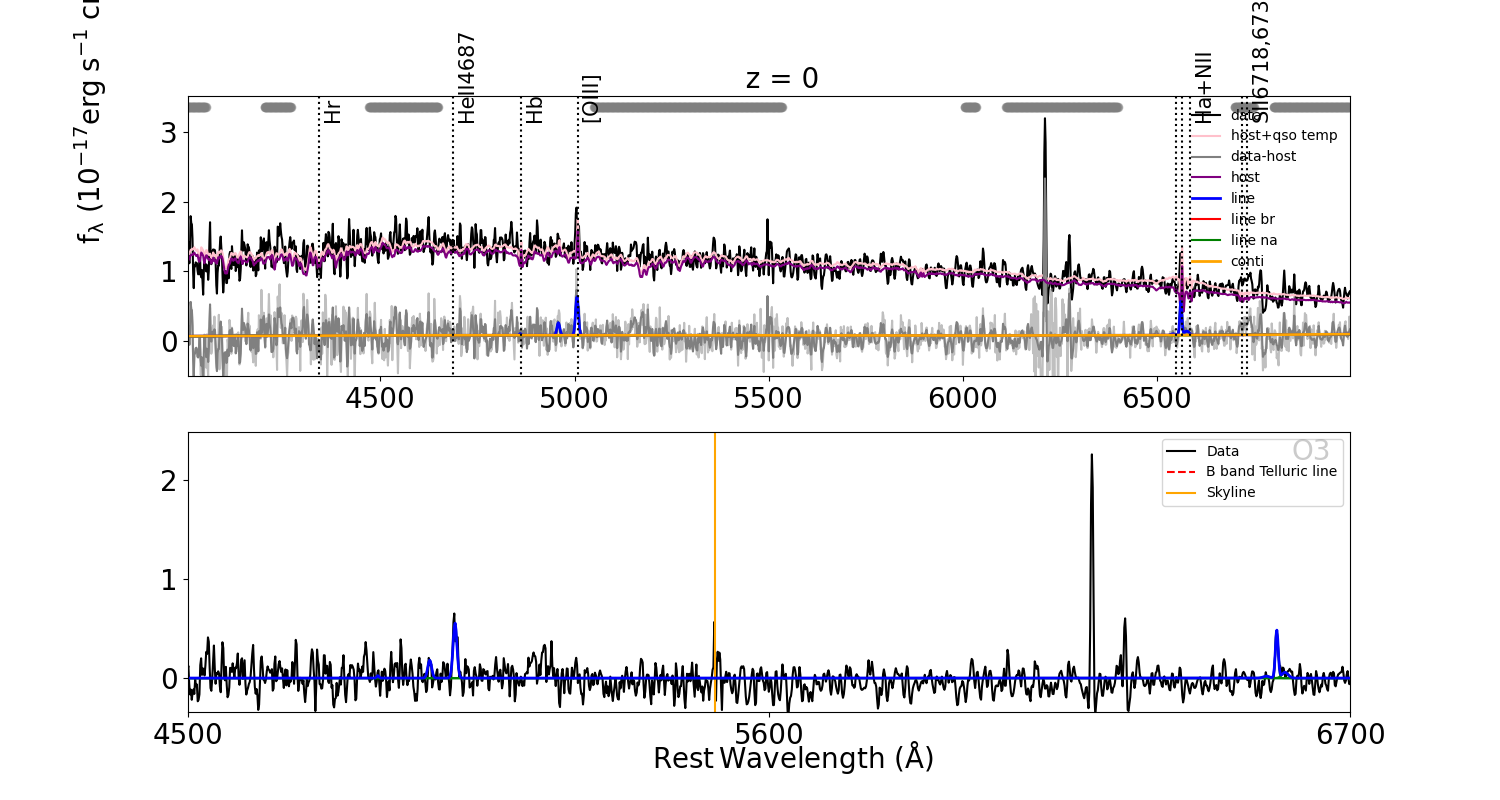 z = 0
f_λ (10^−17 erg s^−1
Hr
HeII4687
Hb
[OIII]
Ha+NII
SII6718,673
3
2
1
0
data
host+qso temp
data-host
host
line
line br
line na
conti
4500
5000
5500
6000
6500
O3
Data
B band Telluric line
Skyline
2
1
0
4500
5600
6700
Rest Wavelength (Å)